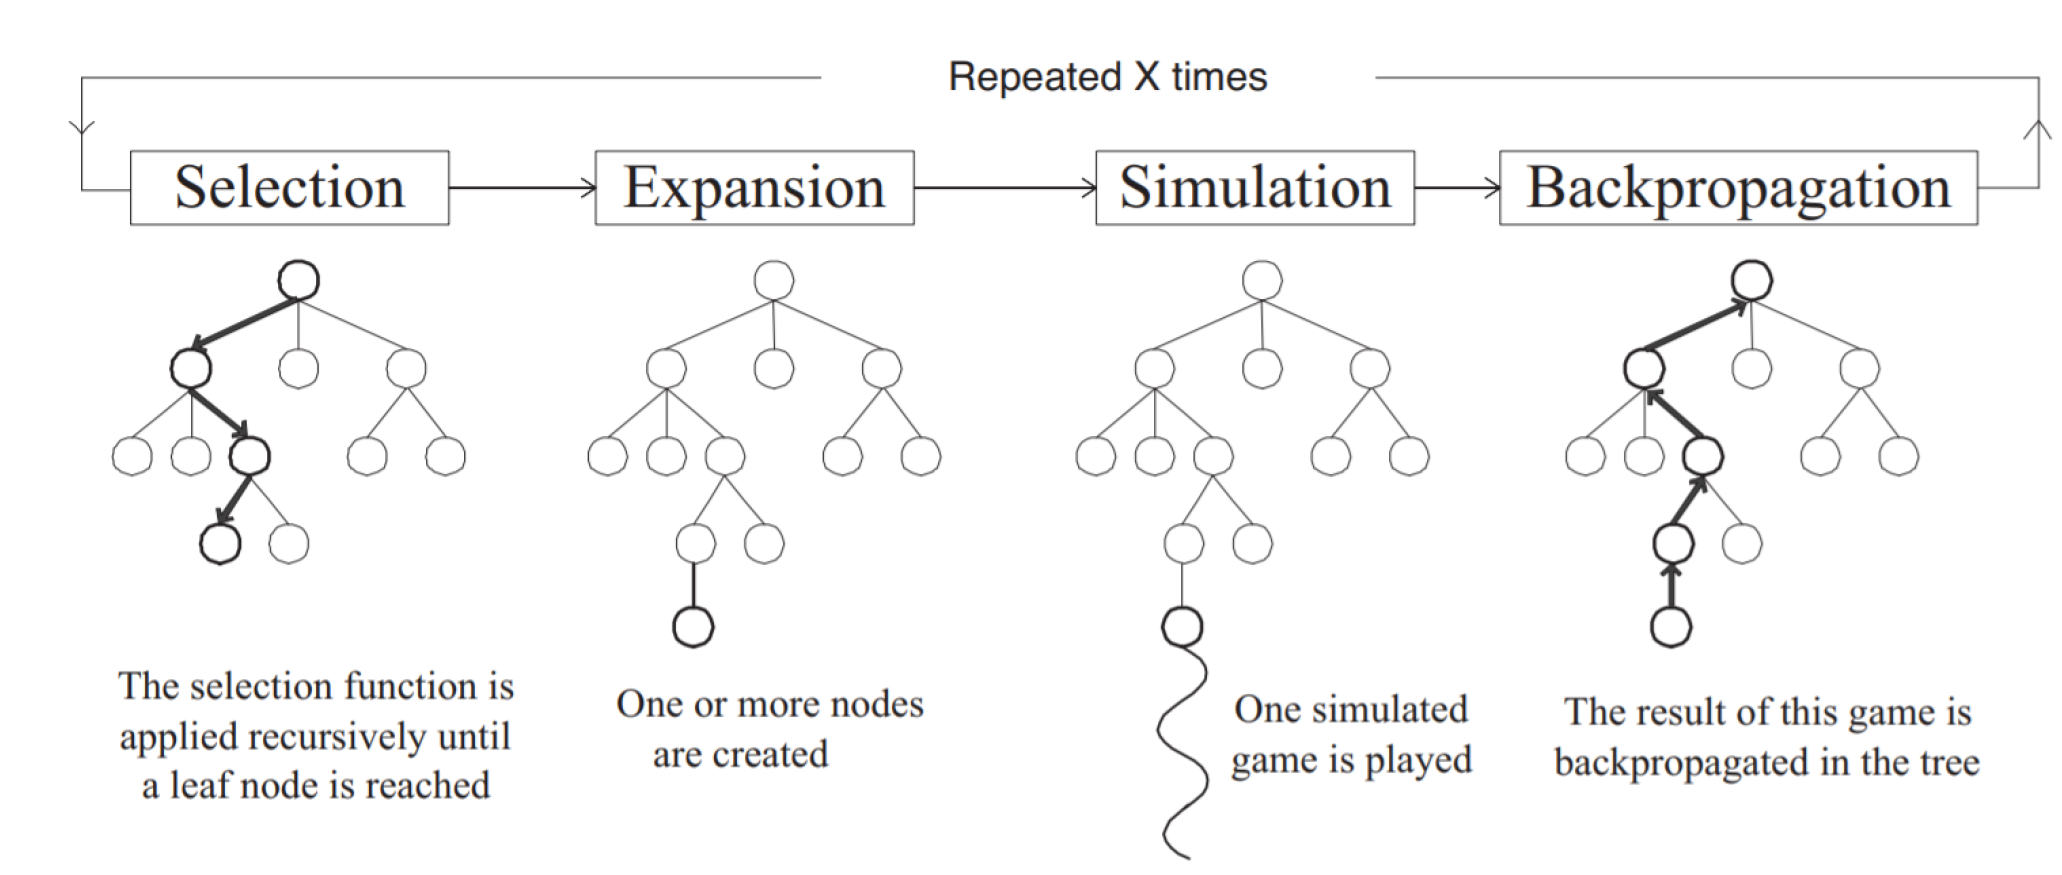 Repeated X times
Selection
Expansion
Simulation
Backpropagation
The selection function is
applied recursively until
a leaf node is reached
One or more nodes
are created
One simulated
game is played
The result of this game is
backpropagated in the tree